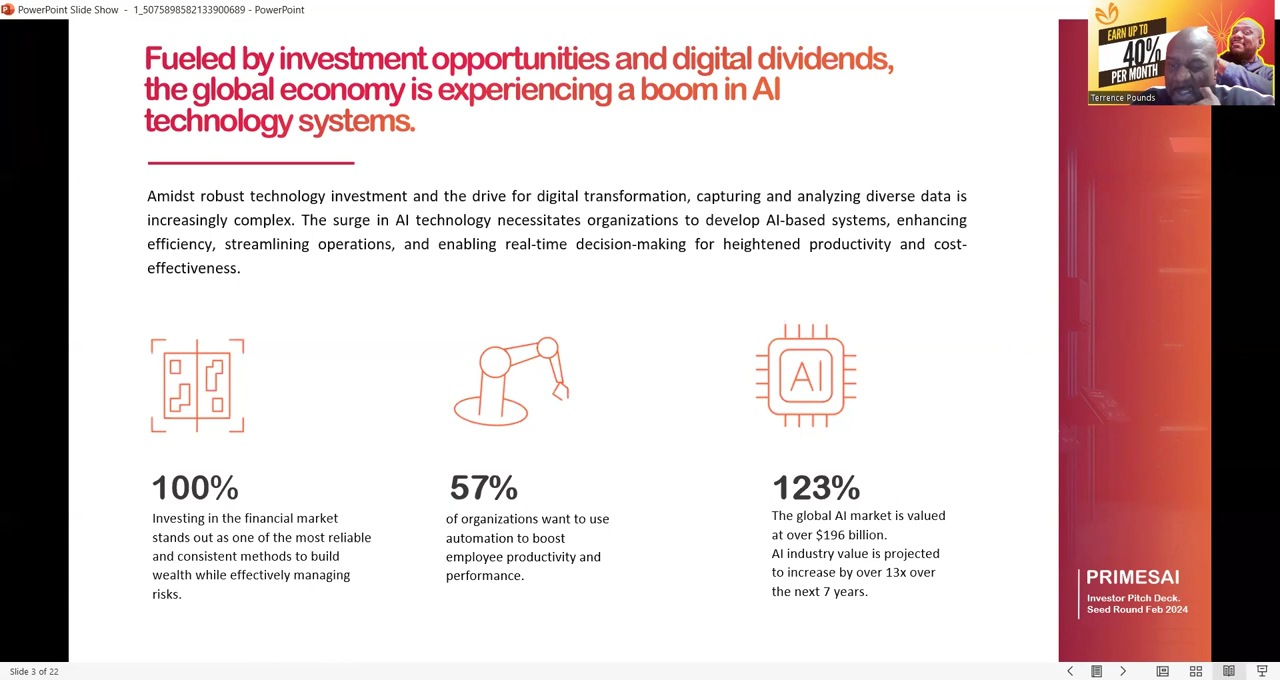 PowerPoint Slide Show - 1_5075898582133900689 - PowerPoint
EARN UP TO
40%
PER MONTH
Terrence Pounds
Fueled by investment opportunities and digital dividends,
the global economy is experiencing a boom in AI
technology systems.
Amidst robust technology investment and the drive for digital transformation, capturing and analyzing diverse data is
increasingly complex. The surge in AI technology necessitates organizations to develop AI-based systems, enhancing
efficiency, streamlining operations, and enabling real-time decision-making for heightened productivity and cost-
effectiveness.
AI
100%
Investing in the financial market
stands out as one of the most reliable
and consistent methods to build
wealth while effectively managing
risks.
57%
of organizations want to use
automation to boost
employee productivity and
performance.
123%
The global AI market is valued
at over $196 billion.
AI industry value is projected
to increase by over 13x over
the next 7 years.
PRIMESAI
Investor Pitch Deck.
Seed Round Feb 2024
Slide 3 of 22